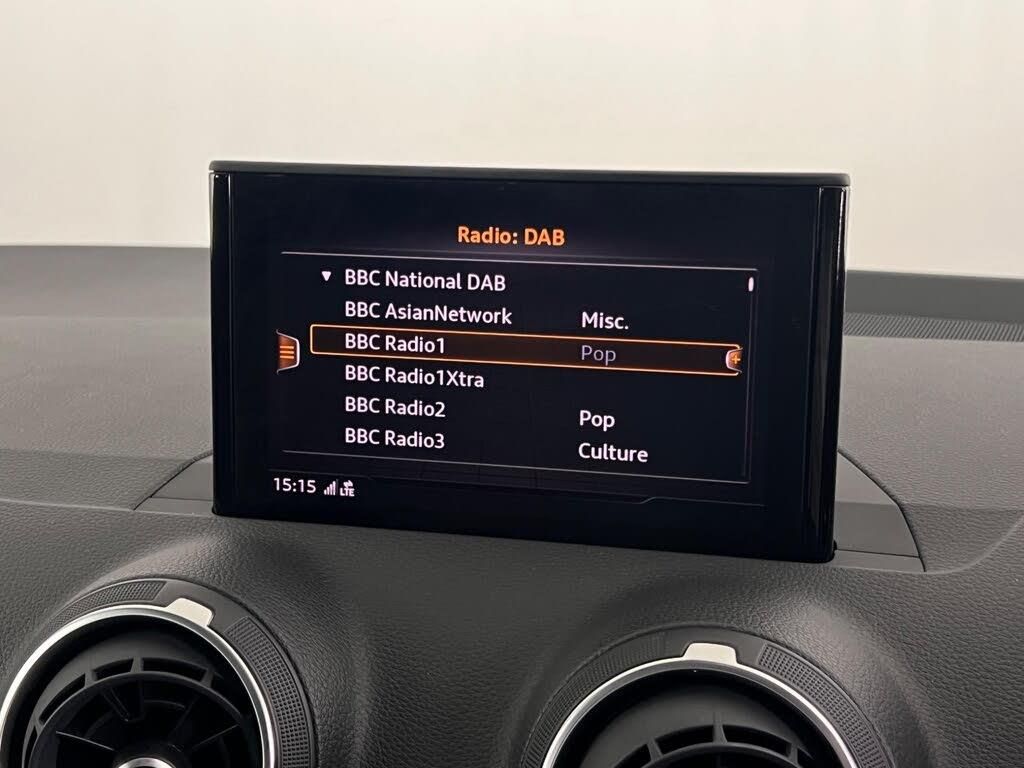 Radio: DAB
BBC National DAB
BBC AsianNetwork Misc.
BBC Radio1 Pop
BBC Radio1Xtra
BBC Radio2 Pop
BBC Radio3 Culture
15:15 LTE